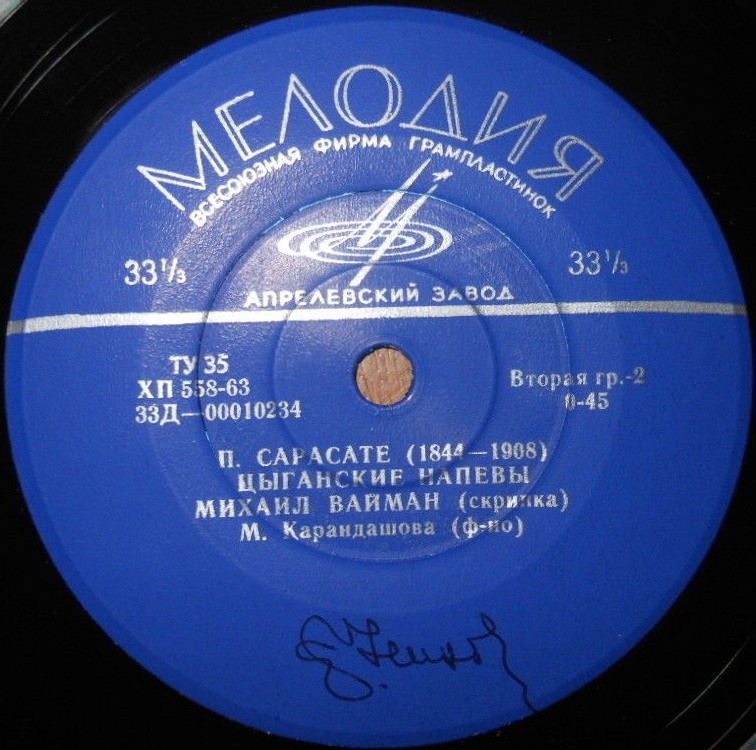 МЕЛОДИЯ
ВСЕСОЮЗНАЯ ФИРМА ГРАМПЛАСТИНОК
33⅓ 33⅓
АПРЕЛЕВСКИЙ ЗАВОД
ТУ 35
ХП 558-63
33Д—00010234
Вторая гр.-2
0-45
П. САРАСАТЕ (1844—1908)
ЦЫГАНСКИЕ НАПЕВЫ
МИХАИЛ ВАЙМАН (скрипка)
М. Карандашова (ф-но)